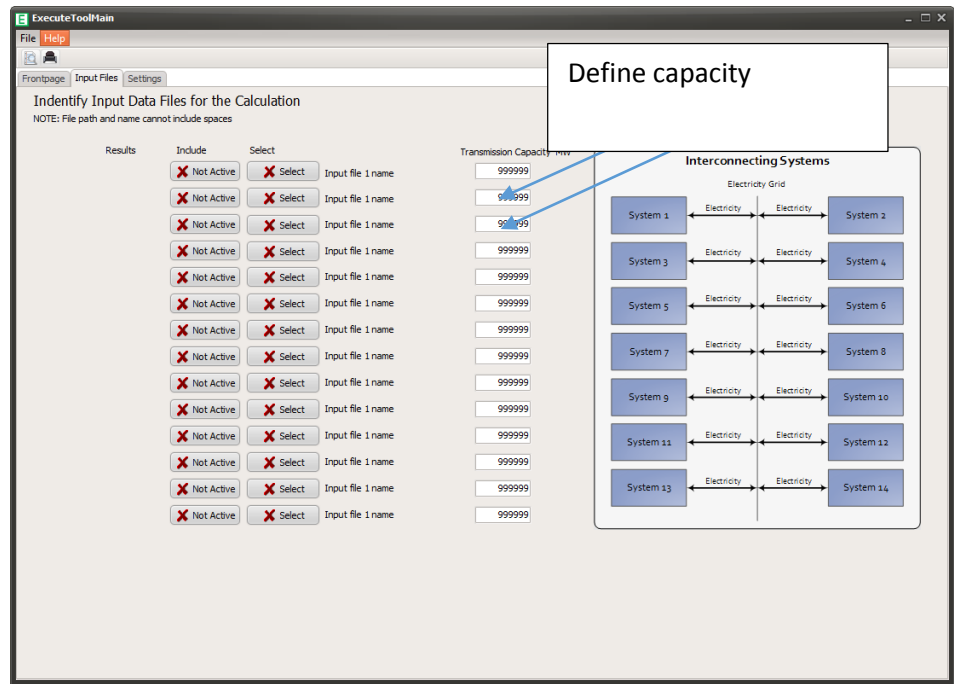 ExecuteToolMain
File Help
Define capacity
Frontpage Input Files Settings
Indentify Input Data Files for the Calculation
NOTE: File path and name cannot include spaces
Results Include Select Transmission Capacity MW
Not Active Select Input file 1 name 999999
Not Active Select Input file 1 name 999999
Not Active Select Input file 1 name 999999
Not Active Select Input file 1 name 999999
Not Active Select Input file 1 name 999999
Not Active Select Input file 1 name 999999
Not Active Select Input file 1 name 999999
Not Active Select Input file 1 name 999999
Not Active Select Input file 1 name 999999
Not Active Select Input file 1 name 999999
Not Active Select Input file 1 name 999999
Not Active Select Input file 1 name 999999
Not Active Select Input file 1 name 999999
Not Active Select Input file 1 name 999999
Interconnecting Systems
Electricity Grid
System 1 Electricity Electricity System 2
System 3 Electricity Electricity System 4
System 5 Electricity Electricity System 6
System 7 Electricity Electricity System 8
System 9 Electricity Electricity System 10
System 11 Electricity Electricity System 12
System 13 Electricity Electricity System 14